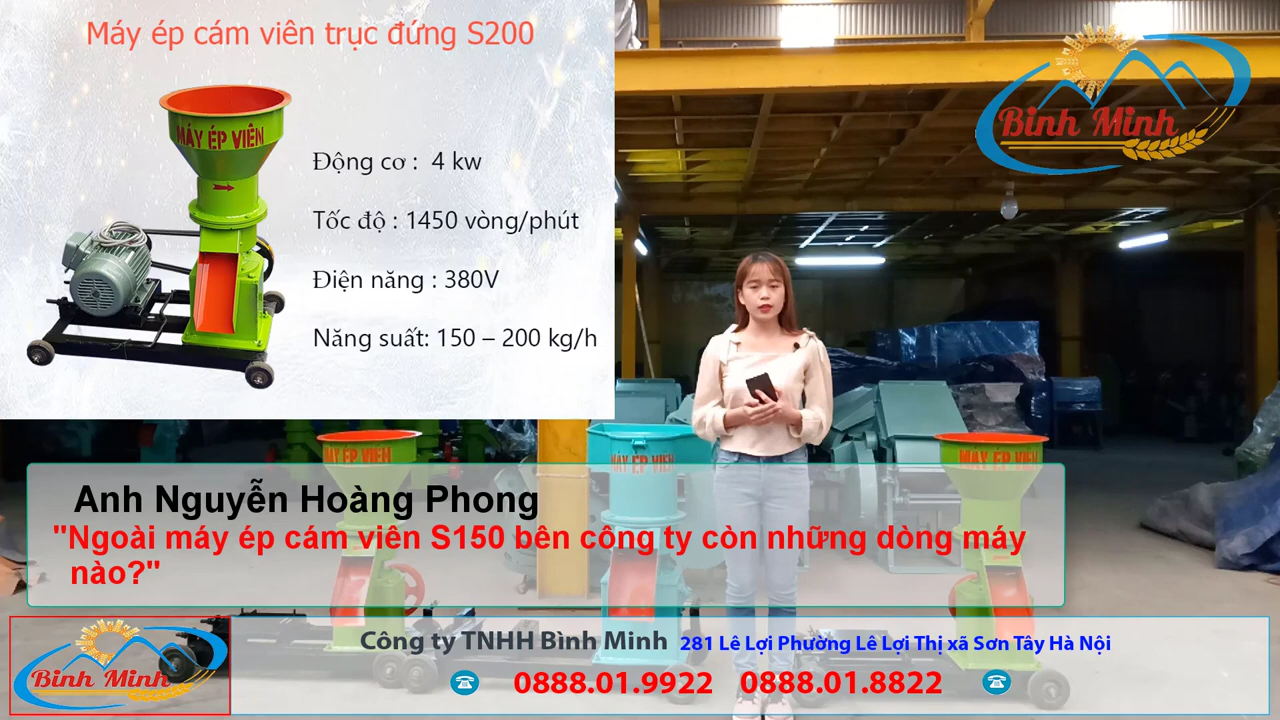 Máy ép cám viên trục đứng S200
MÁY ÉP VIÊN
Động cơ : 4 kw
Tốc độ : 1450 vòng/phút
Điện năng : 380V
Năng suất: 150 – 200 kg/h
Bình Minh
MÁY ÉP VIÊN
MÁY ÉP VIÊN
MÁY ÉP VIÊN
Anh Nguyễn Hoàng Phong
"Ngoài máy ép cám viên S150 bên công ty còn những dòng máy
nào?"
Bình Minh
Công ty TNHH Bình Minh 281 Lê Lợi Phường Lê Lợi Thị xã Sơn Tây Hà Nội
0888.01.9922 0888.01.8822